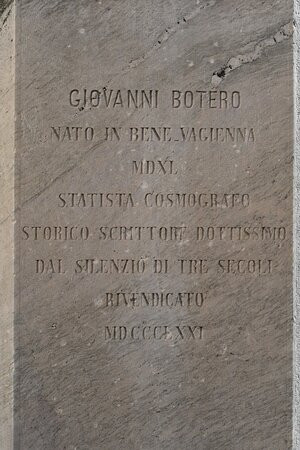 GIOVANNI BOTERO
NATO IN BENE VAGIENNA
MDXL
STATISTA COSMOGRAFO
STORICO SCRITTORE DOTTISSIMO
DAL SILENZIO DI TRE SECOLI
RIVENDICATO
MDCCCLXXI